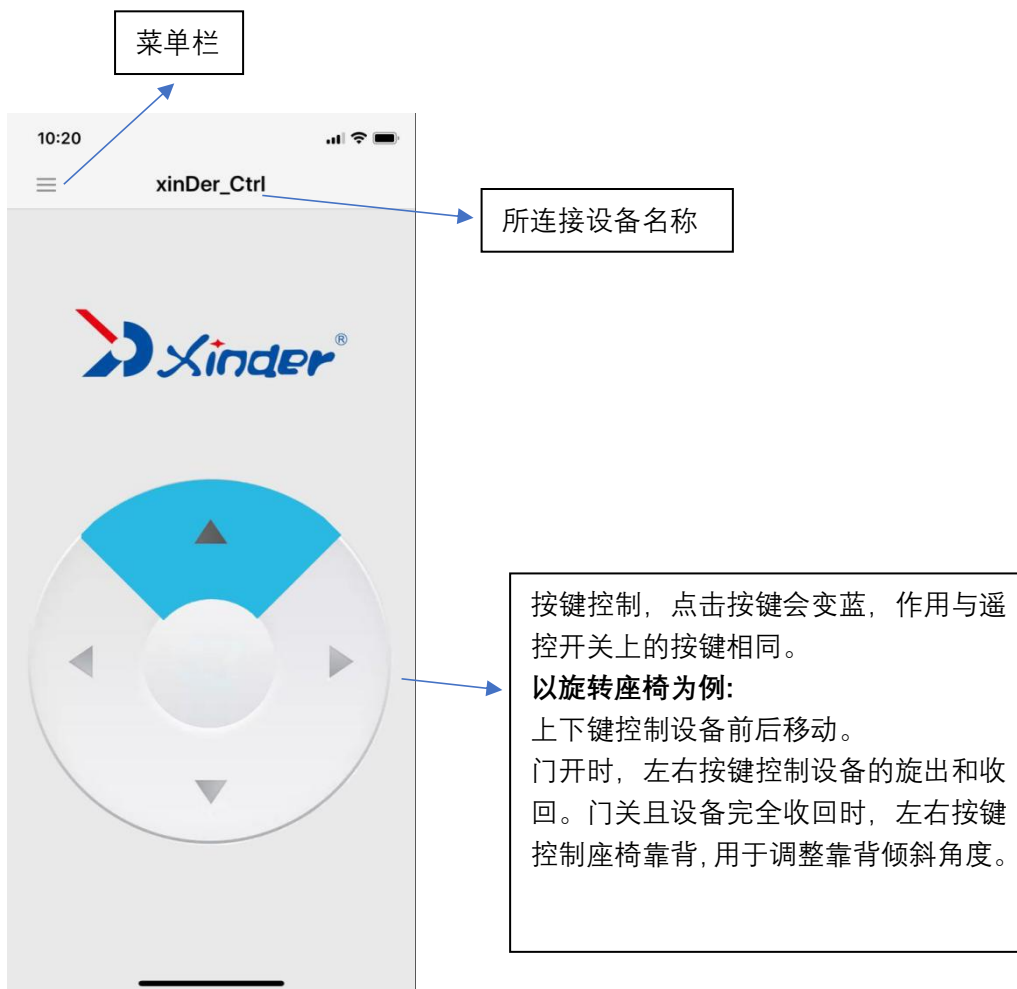 菜单栏
10:20
xinDer_Ctrl
所连接设备名称
Xinder®
按键控制，点击按键会变蓝，作用与遥
控开关上的按键相同。
以旋转座椅为例:
上下键控制设备前后移动。
门开时，左右按键控制设备的旋出和收
回。门关且设备完全收回时，左右按键
控制座椅靠背,用于调整靠背倾斜角度。